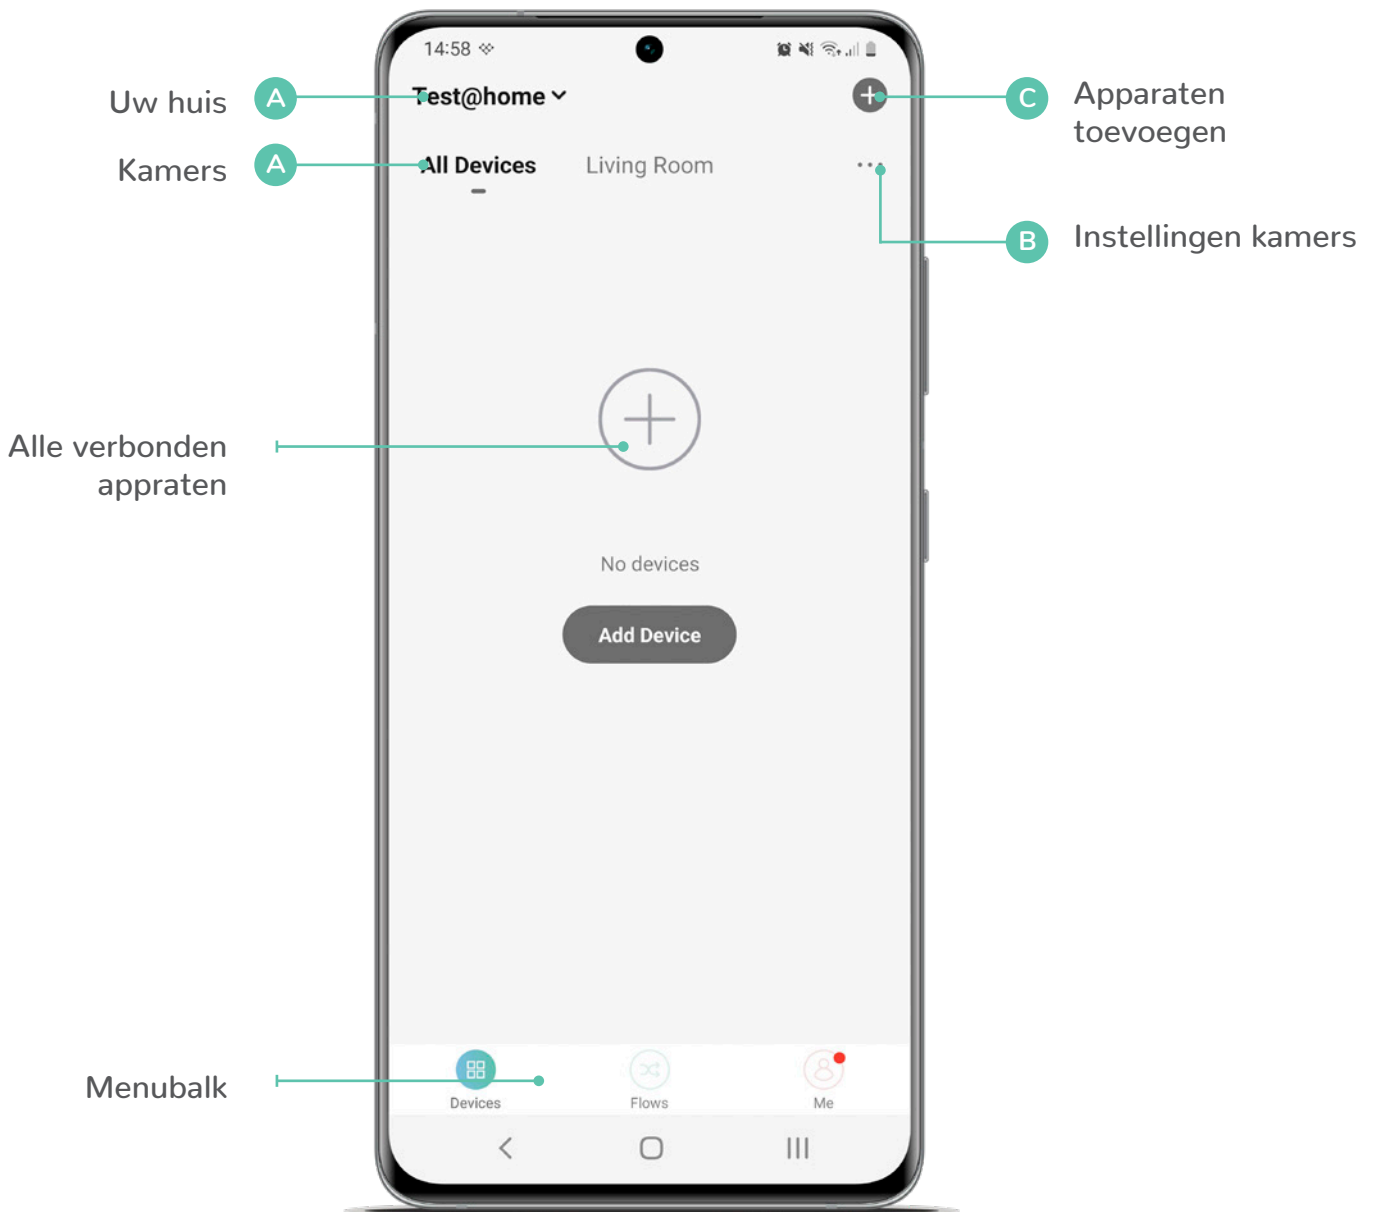 14:58
Uw huis
A
Test@home
C
Apparaten
toevoegen
Kamers
A
All Devices
Living Room
B
Instellingen kamers
Alle verbonden
appraten
No devices
Add Device
Menubalk
Devices
Flows
Me